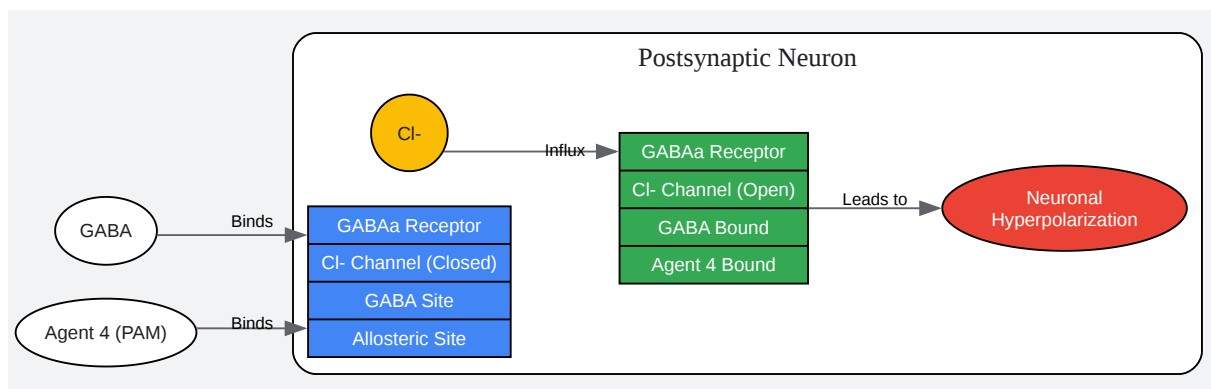 Postsynaptic Neuron
Cl-
Influx
GABAa Receptor
Cl- Channel (Open)
GABA Bound
Agent 4 Bound
Leads to
Neuronal
Hyperpolarization
GABA
Binds
GABAa Receptor
Cl- Channel (Closed)
GABA Site
Allosteric Site
Agent 4 (PAM)
Binds